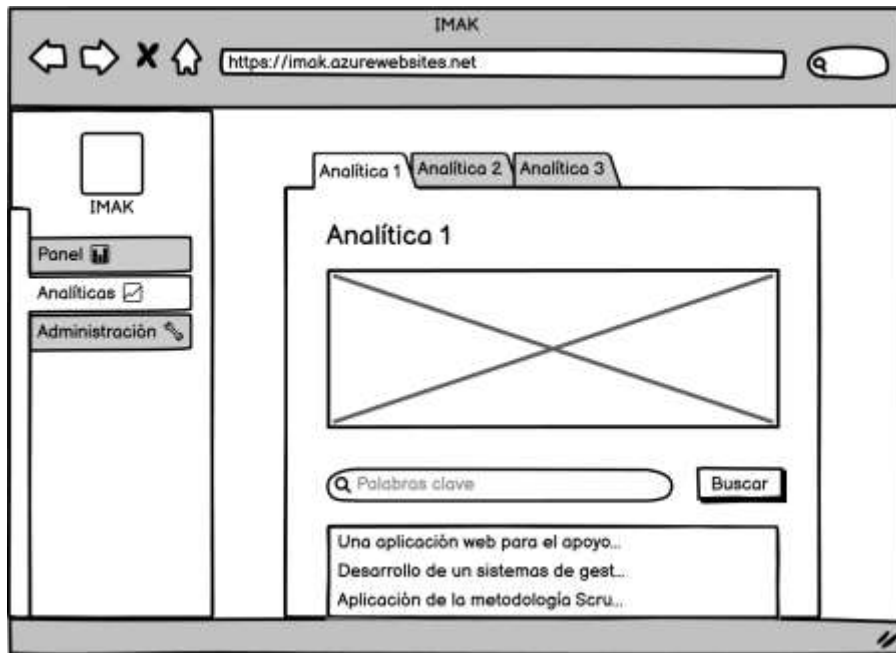 IMAK
https://imak.azurewebsites.net
IMAK
Panel
Analíticas
Administración
Analítica 1 Analítica 2 Analítica 3
Analítica 1
Palabras clave
Buscar
Una aplicación web para el apoyo...
Desarrollo de un sistemas de gest...
Aplicación de la metodología Scru...